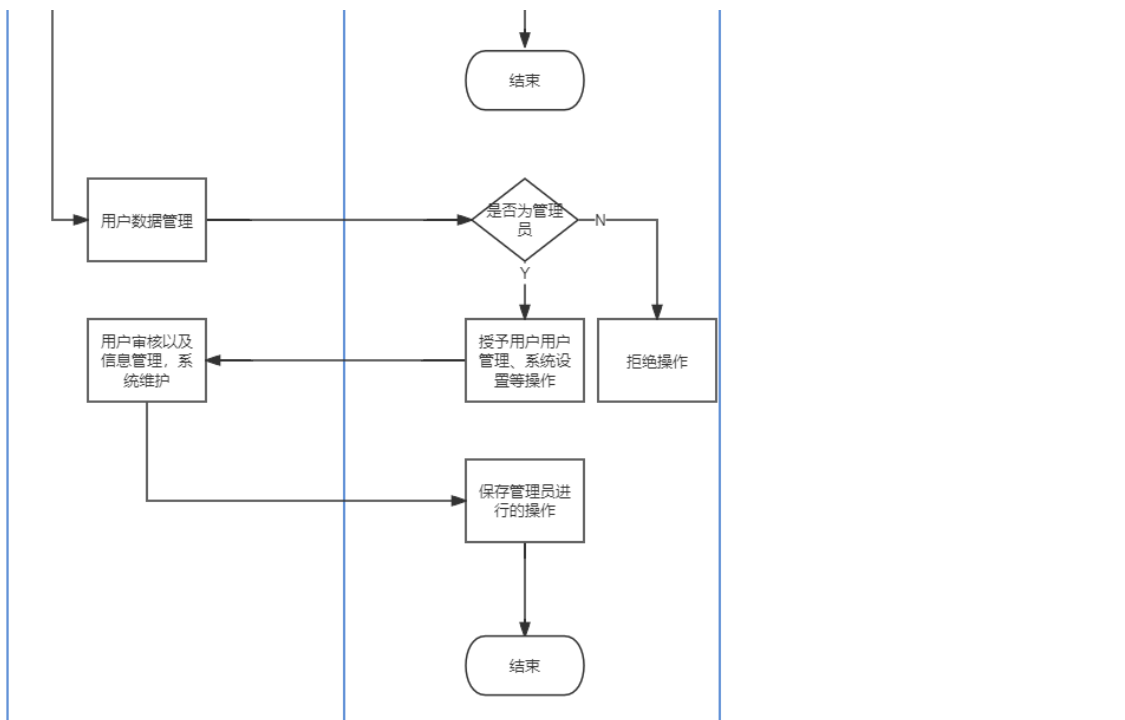 结束
用户数据管理
是否为管理
员
N
Y
用户审核以及
信息管理，系
统维护
授予用户用户
管理、系统设
置等操作
拒绝操作
保存管理员进
行的操作
结束